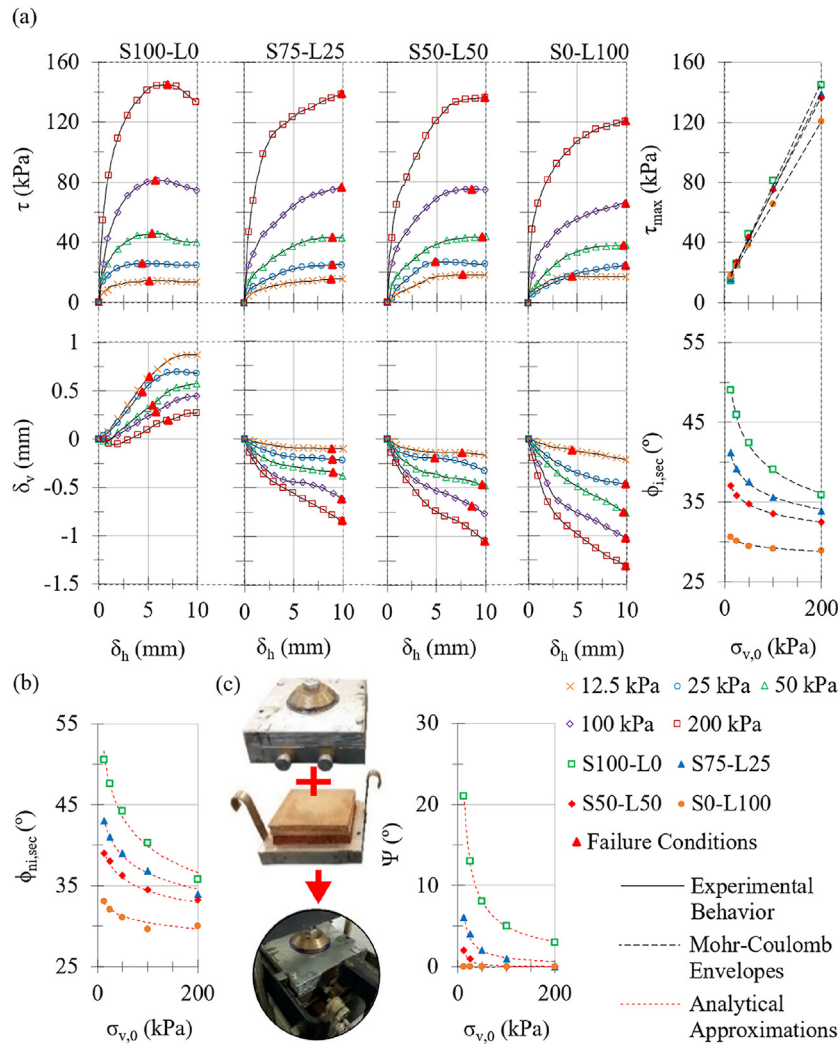 (a)
S100-L0 S75-L25 S50-L50 S0-L100
160
120
80
40
0
τ (kPa)
160
120
80
40
0
τmax (kPa)
1
0.5
0
-0.5
-1
-1.5
δv (mm)
55
45
35
25
ϕi,sec (º)
0 5 10 0 5 10 0 5 10 0 5 10 0 100 200
δh (mm) δh (mm) δh (mm) δh (mm) σv,0 (kPa)
(b)
55
45
35
25
ϕni,sec (º)
0 100 200
σv,0 (kPa)
(c)
30
20
10
0
Ψ (º)
0 100 200
σv,0 (kPa)
12.5 kPa 25 kPa 50 kPa
100 kPa 200 kPa
S100-L0 S75-L25
S50-L50 S0-L100
Failure Conditions
Experimental
Behavior
Mohr-Coulomb
Envelopes
Analytical
Approximations